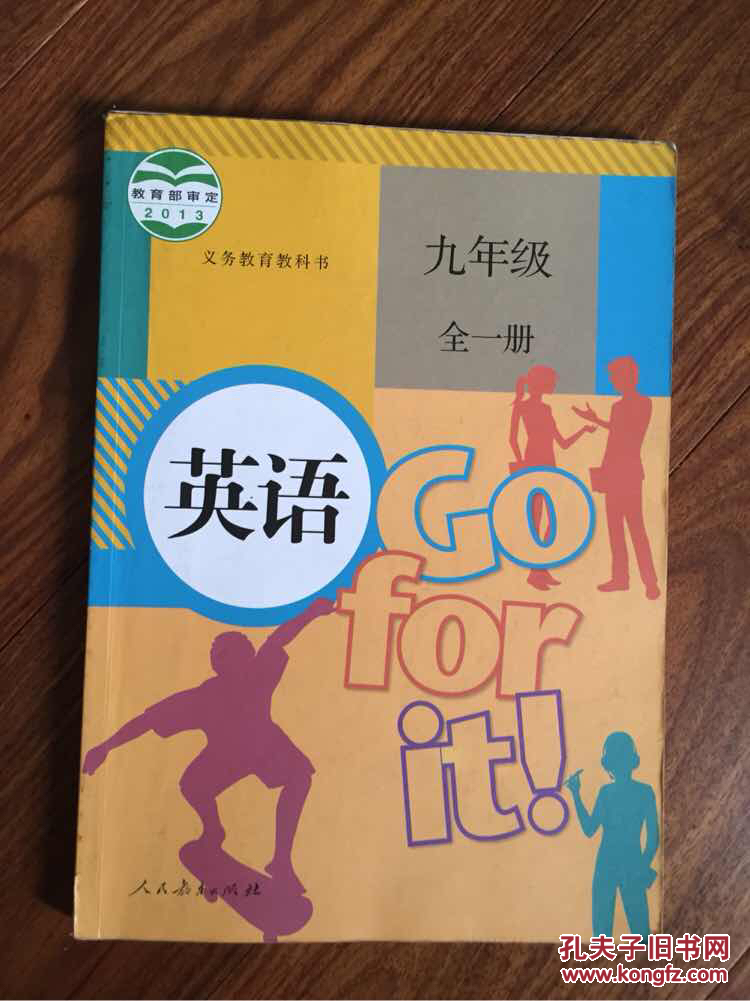 教育部审定
2013
义务教育教科书
九年级
全一册
英语
Go
for
it!
人民教育出版社
孔夫子旧书网
www.kongfz.com